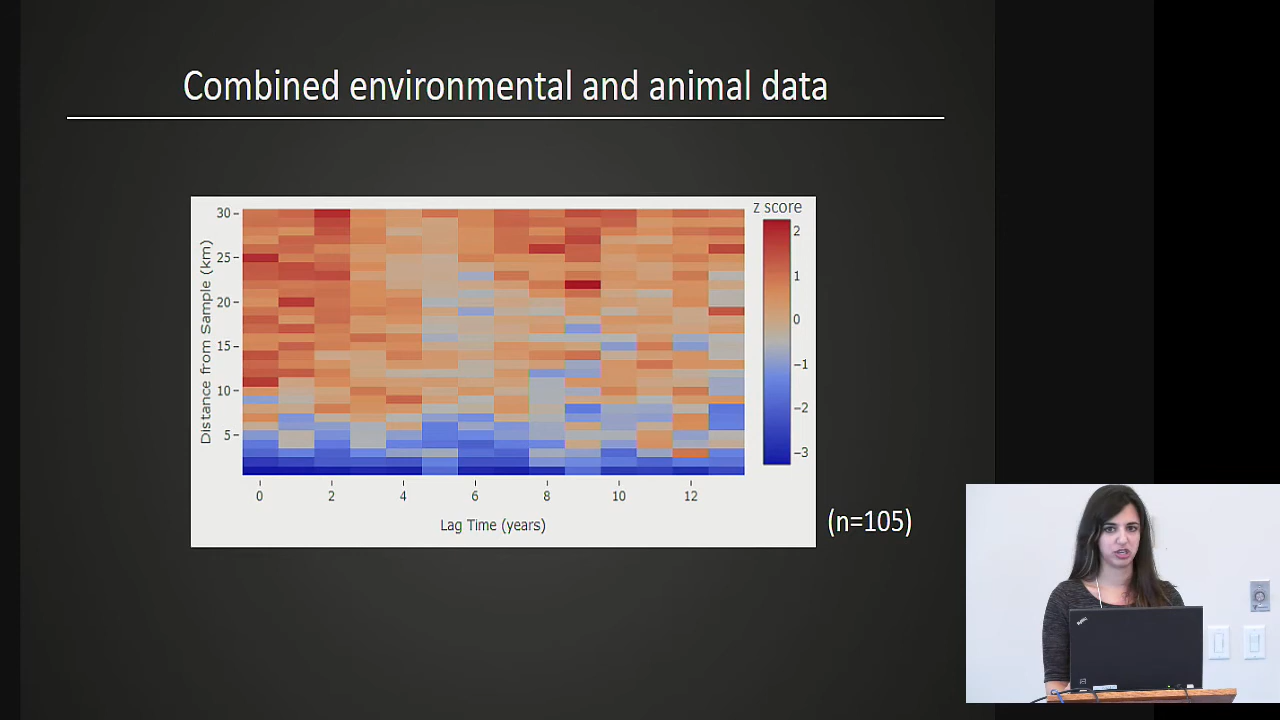 Combined environmental and animal data
z score
30
25
20
15
10
5
Distance from Sample (km)
2
1
0
−1
−2
−3
0 2 4 6 8 10 12
Lag Time (years)
(n=105)